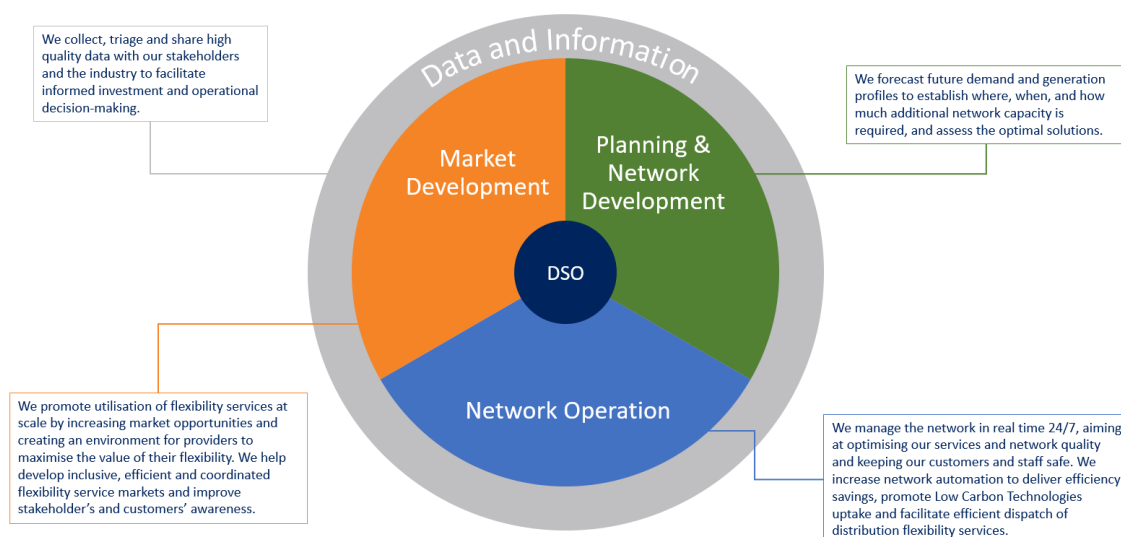 Data and Information
We collect, triage and share high
quality data with our stakeholders
and the industry to facilitate
informed investment and operational
decision-making.
We forecast future demand and generation
profiles to establish where, when, and how
much additional network capacity is
required, and assess the optimal solutions.
Market
Development
Planning &
Network
Development
DSO
Network Operation
We promote utilisation of flexibility services at
scale by increasing market opportunities and
creating an environment for providers to
maximise the value of their flexibility. We help
develop inclusive, efficient and coordinated
flexibility service markets and improve
stakeholder’s and customers’ awareness.
We manage the network in real time 24/7, aiming
at optimising our services and network quality
and keeping our customers and staff safe. We
increase network automation to deliver efficiency
savings, promote Low Carbon Technologies
uptake and facilitate efficient dispatch of
distribution flexibility services.